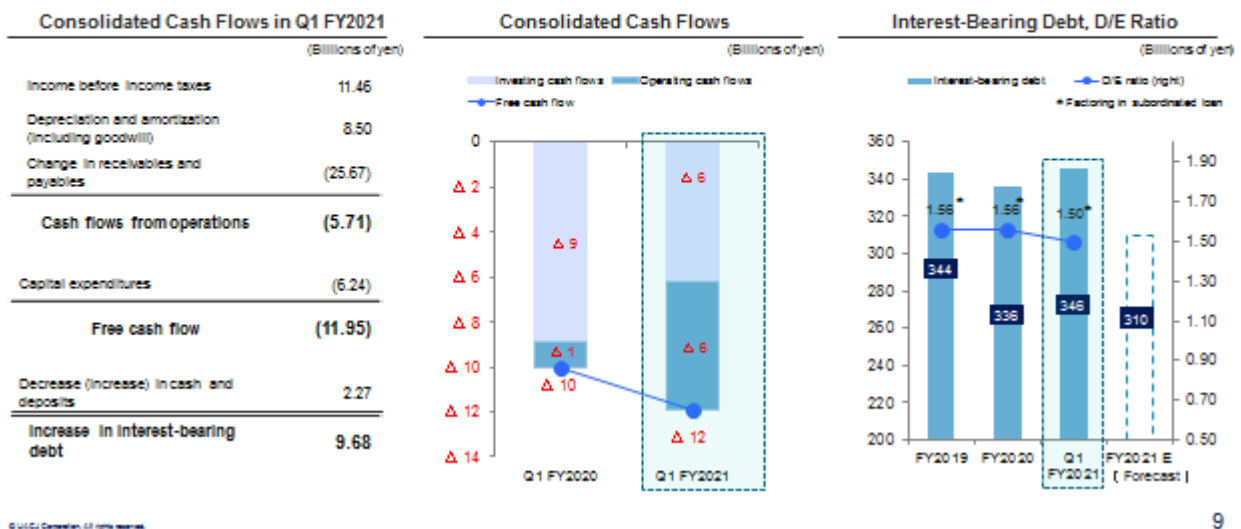 Consolidated Cash Flows in Q1 FY2021
(Billions of yen)
Income before income taxes 11.46
Depreciation and amortization
(including goodwill) 8.50
Change in receivables and
payables (25.67)
Cash flows from operations (5.71)
Capital expenditures (6.24)
Free cash flow (11.95)
Decrease (increase) in cash and
deposits 2.27
Increase in interest-bearing
debt 9.68
Consolidated Cash Flows
(Billions of yen)
Investing cash flows Operating cash flows
Free cash flow
0
△ 2
△ 4
△ 6
△ 8
△ 10
△ 12
△ 14
△ 9
△ 1
△ 10
△ 6
△ 6
△ 12
Q1 FY2020 Q1 FY2021
Interest-Bearing Debt, D/E Ratio
(Billions of yen)
Interest-bearing debt D/E ratio (right)
* Factoring in subordinated loan
360
340
320
300
280
260
240
220
200
1.90
1.70
1.50
1.30
1.10
0.90
0.70
0.50
1.56 * 1.56 * 1.50 *
344 336 346 310
FY2019 FY2020 Q1 FY2021 FY2021 E
[ Forecast ]
© UACJ Corporation. All rights reserved.
9